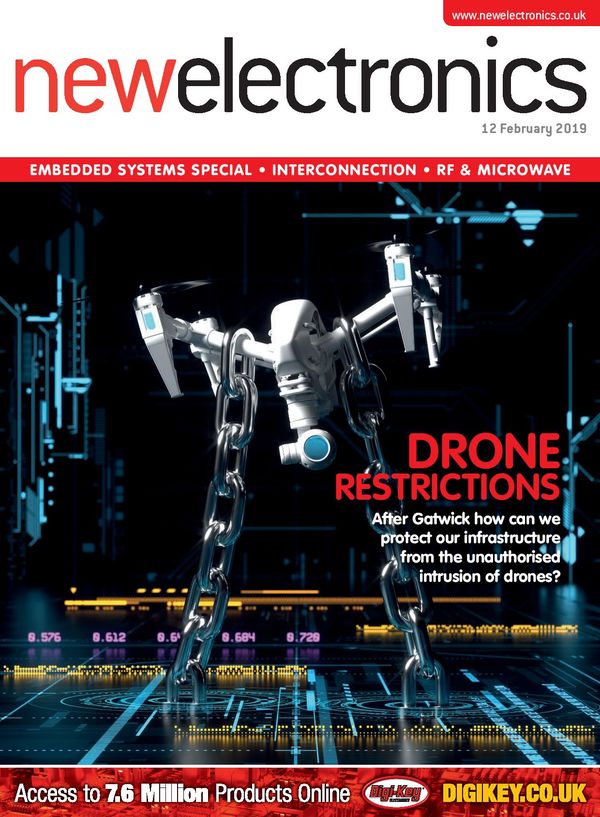 www.newelectronics.co.uk
newelectronics
12 February 2019
EMBEDDED SYSTEMS SPECIAL • INTERCONNECTION • RF & MICROWAVE
DRONE
RESTRICTIONS
After Gatwick how can we
protect our infrastructure
from the unauthorised
intrusion of drones?
0.576 0.612 0.684 0.720
Access to 7.6 Million Products Online Digi-Key ELECTRONICS DIGIKEY.CO.UK